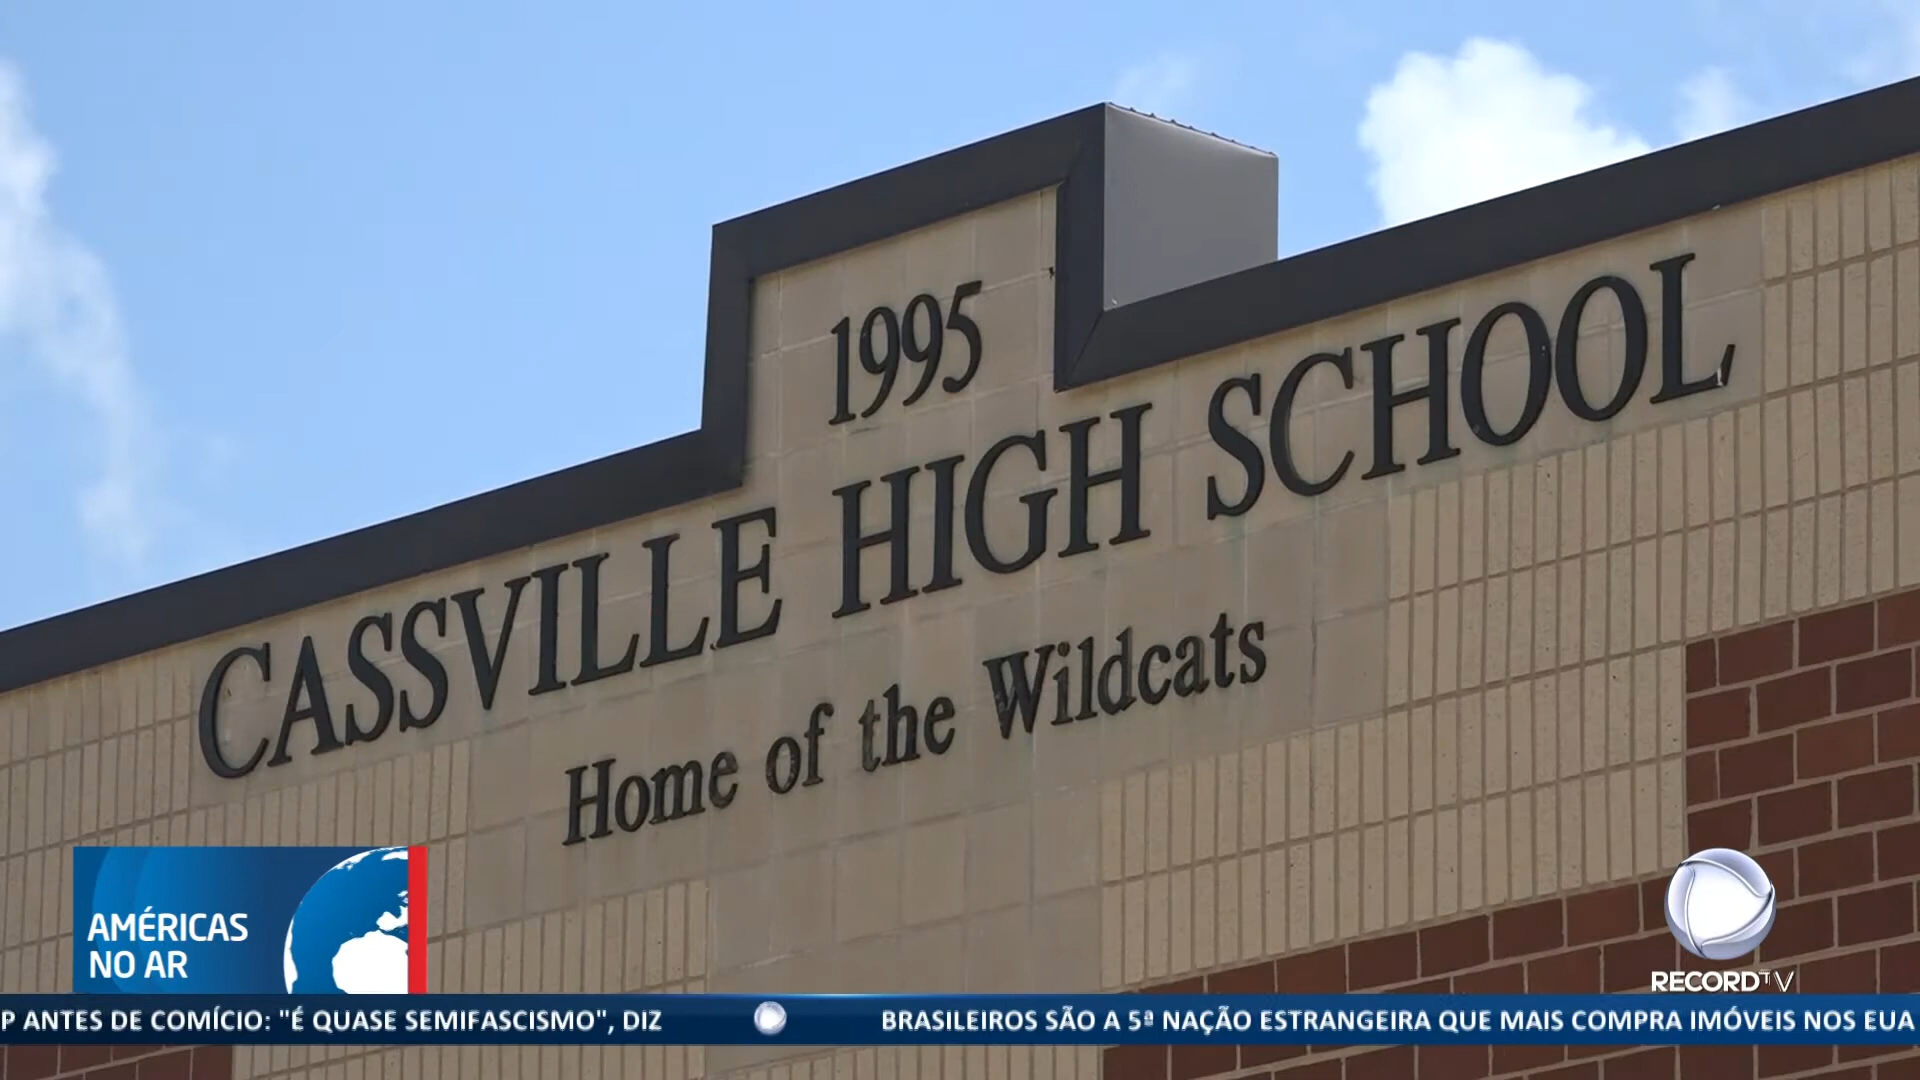 1995
CASSVILLE HIGH SCHOOL
Home of the Wildcats
AMÉRICAS
NO AR
RECORD TV
P ANTES DE COMÍCIO: "É QUASE SEMIFASCISMO", DIZ
BRASILEIROS SÃO A 5ª NAÇÃO ESTRANGEIRA QUE MAIS COMPRA IMÓVEIS NOS EUA